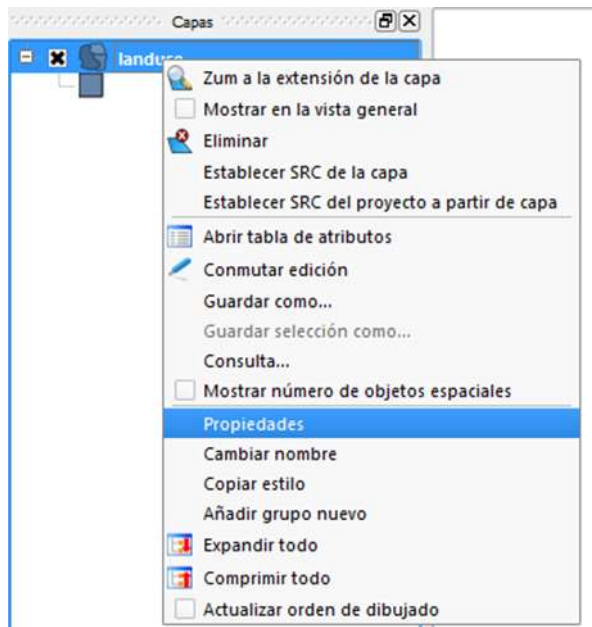 Capas
Zum a la extensión de la capa
Mostrar en la vista general
Eliminar
Establecer SRC de la capa
Establecer SRC del proyecto a partir de capa
Abrir tabla de atributos
Conmutar edición
Guardar como...
Guardar selección como...
Consulta...
Mostrar número de objetos espaciales
Propiedades
Cambiar nombre
Copiar estilo
Añadir grupo nuevo
Expandir todo
Comprimir todo
Actualizar orden de dibujado